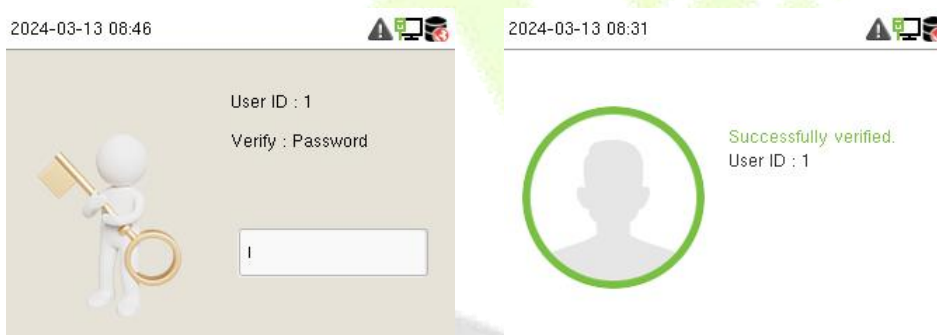 2024-03-13 08:46
User ID : 1
Verify : Password
2024-03-13 08:31
Successfully verified.
User ID : 1